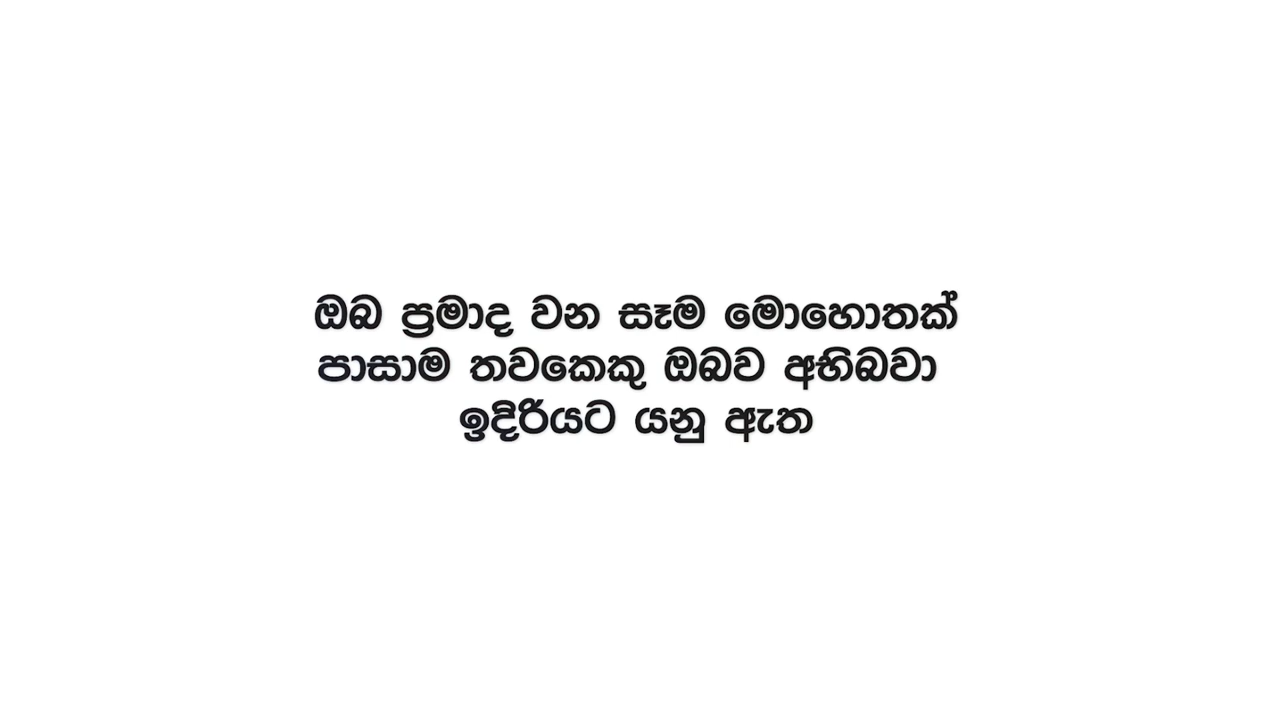 ඔබ ප්‍රමාද වන සෑම මොහොතක්
පාසාම තවකෙකු ඔබව අභිබවා
ඉදිරියට යනු ඇත